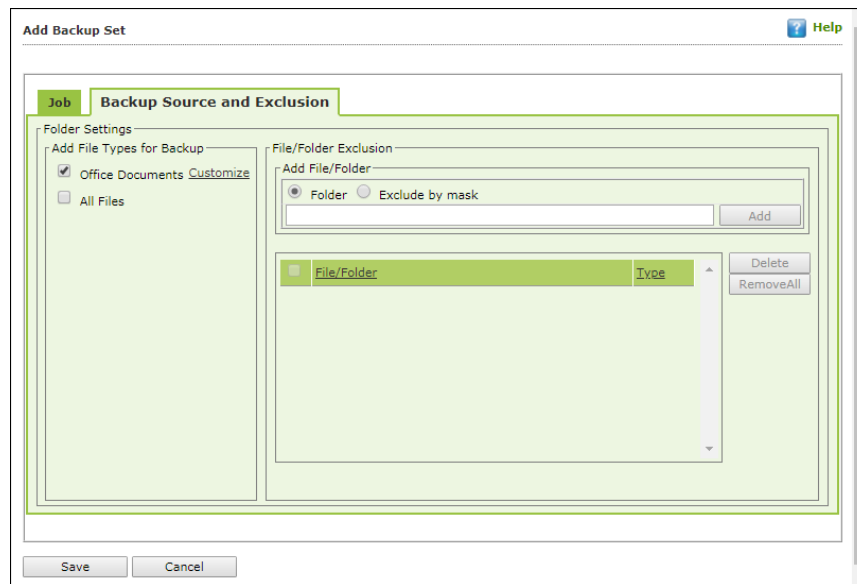 Add Backup Set
Help
Job
Backup Source and Exclusion
Folder Settings
Add File Types for Backup
Office Documents Customize
All Files
File/Folder Exclusion
Add File/Folder
Folder Exclude by mask
Add
File/Folder Type
Delete
RemoveAll
Save Cancel